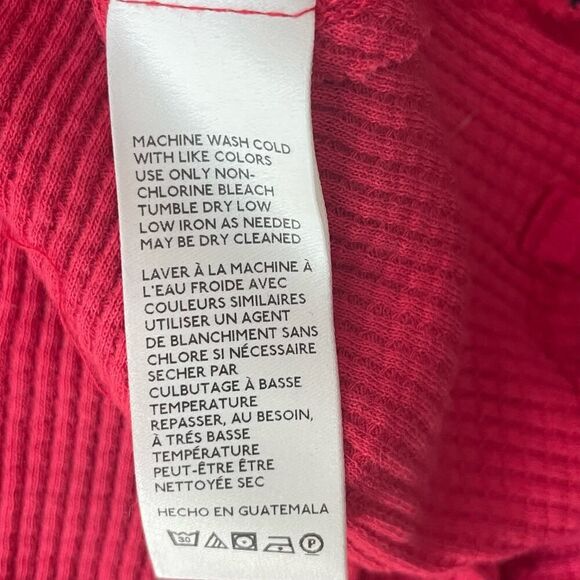 MACHINE WASH COLD
WITH LIKE COLORS
USE ONLY NON-
CHLORINE BLEACH
TUMBLE DRY LOW
LOW IRON AS NEEDED
MAY BE DRY CLEANED
LAVER À LA MACHINE À
L'EAU FROIDE AVEC
COULEURS SIMILAIRES
UTILISER UN AGENT
DE BLANCHIMENT SANS
CHLORE SI NÉCESSAIRE
SECHER PAR
CULBUTAGE À BASSE
TEMPERATURE
REPASSER, AU BESOIN,
À TRÉS BASSE
TEMPÉRATURE
PEUT-ÊTRE ÊTRE
NETTOYÉE SEC
HECHO EN GUATEMALA
30 P